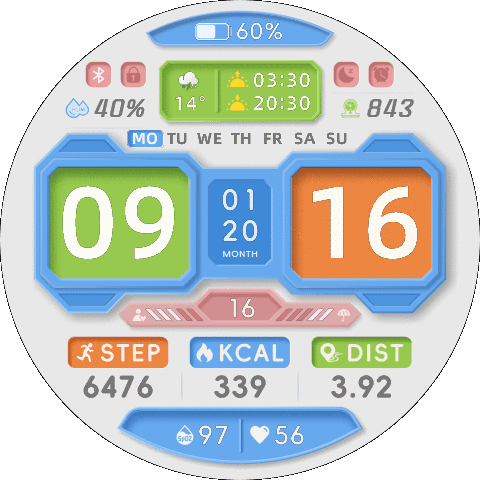 60%
03:30
14° 20:30
40% 843
MO TU WE TH FR SA SU
09 01 16
20
MONTH
16
STEP KCAL DIST
6476 339 3.92
SpO2 97 56